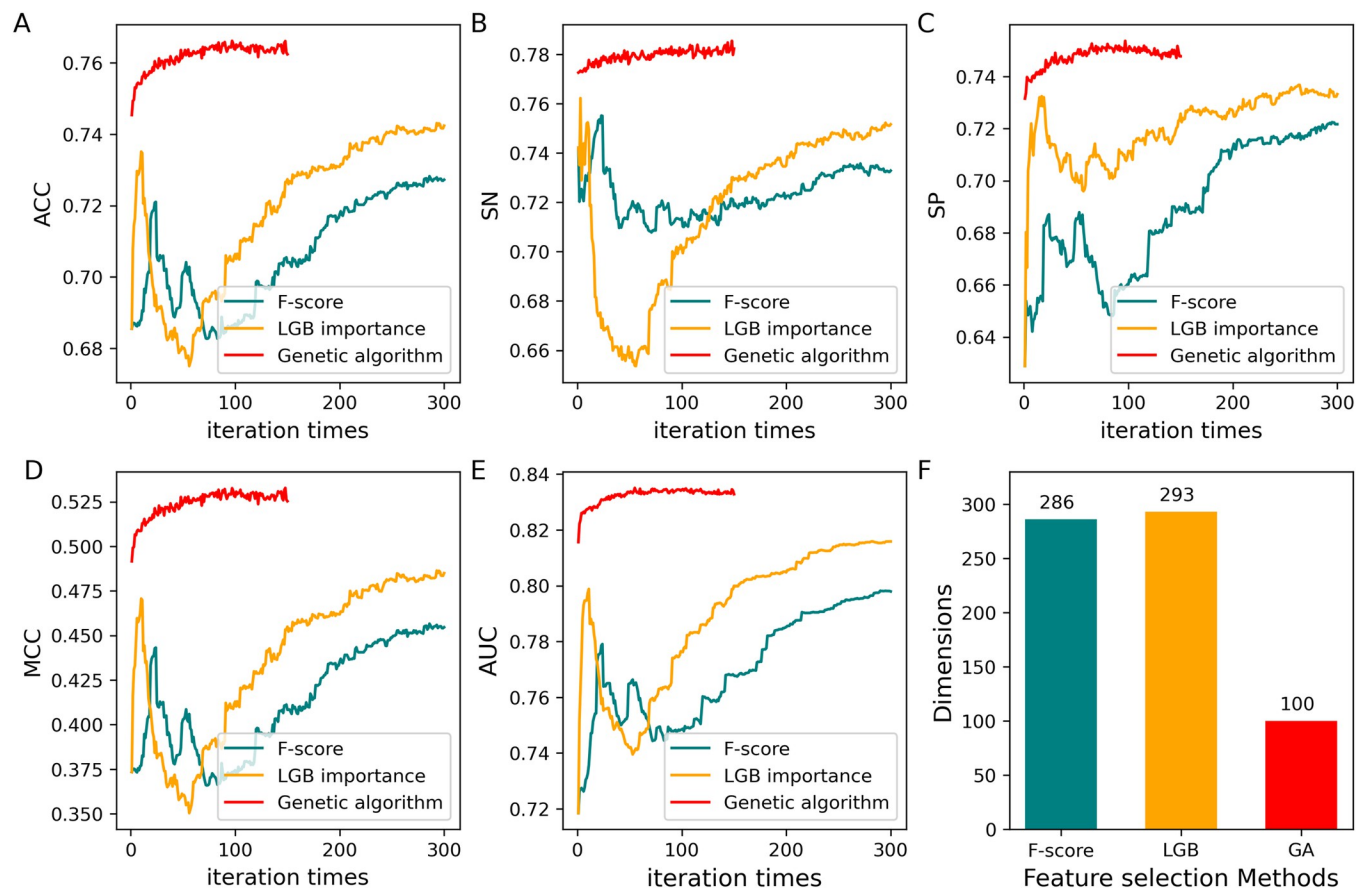 A
ACC
0.76
0.74
0.72
0.70
0.68
F-score
LGB importance
Genetic algorithm
0 100 200 300
iteration times
B
SN
0.78
0.76
0.74
0.72
0.70
0.68
0.66
F-score
LGB importance
Genetic algorithm
0 100 200 300
iteration times
C
SP
0.74
0.72
0.70
0.68
0.66
0.64
F-score
LGB importance
Genetic algorithm
0 100 200 300
iteration times
D
MCC
0.525
0.500
0.475
0.450
0.425
0.400
0.375
0.350
F-score
LGB importance
Genetic algorithm
0 100 200 300
iteration times
E
AUC
0.84
0.82
0.80
0.78
0.76
0.74
0.72
F-score
LGB importance
Genetic algorithm
0 100 200 300
iteration times
F
Dimensions
300
250
200
150
100
50
0
286
293
100
F-score LGB GA
Feature selection Methods